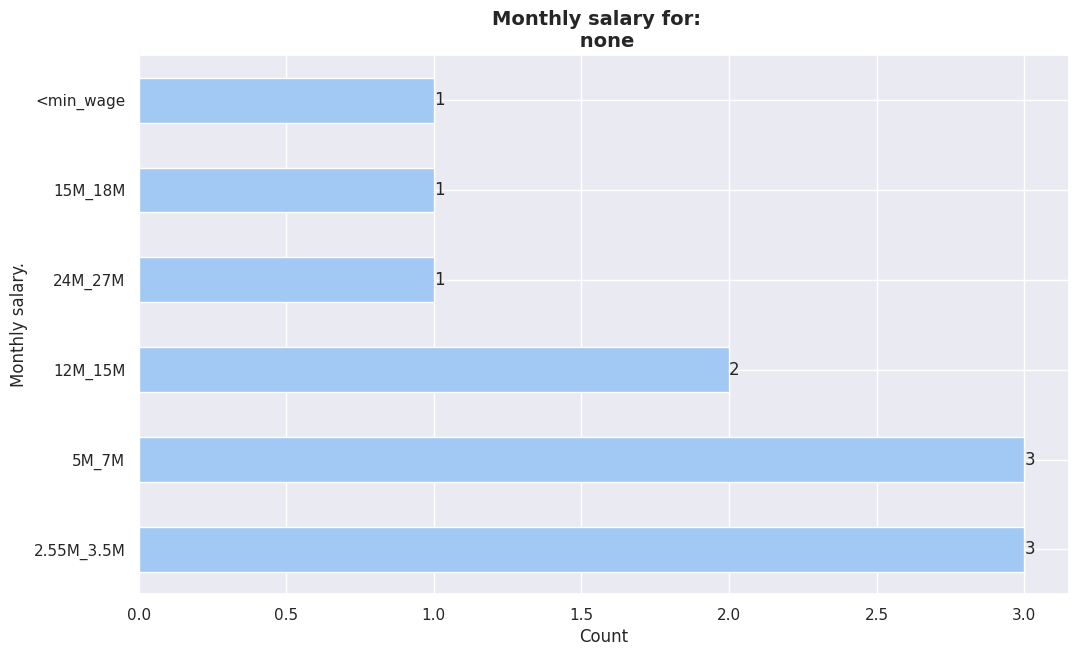 Monthly salary for:
none
Monthly salary.
<min_wage
1
15M_18M
1
24M_27M
1
12M_15M
2
5M_7M
3
2.55M_3.5M
3
0.0 0.5 1.0 1.5 2.0 2.5 3.0
Count